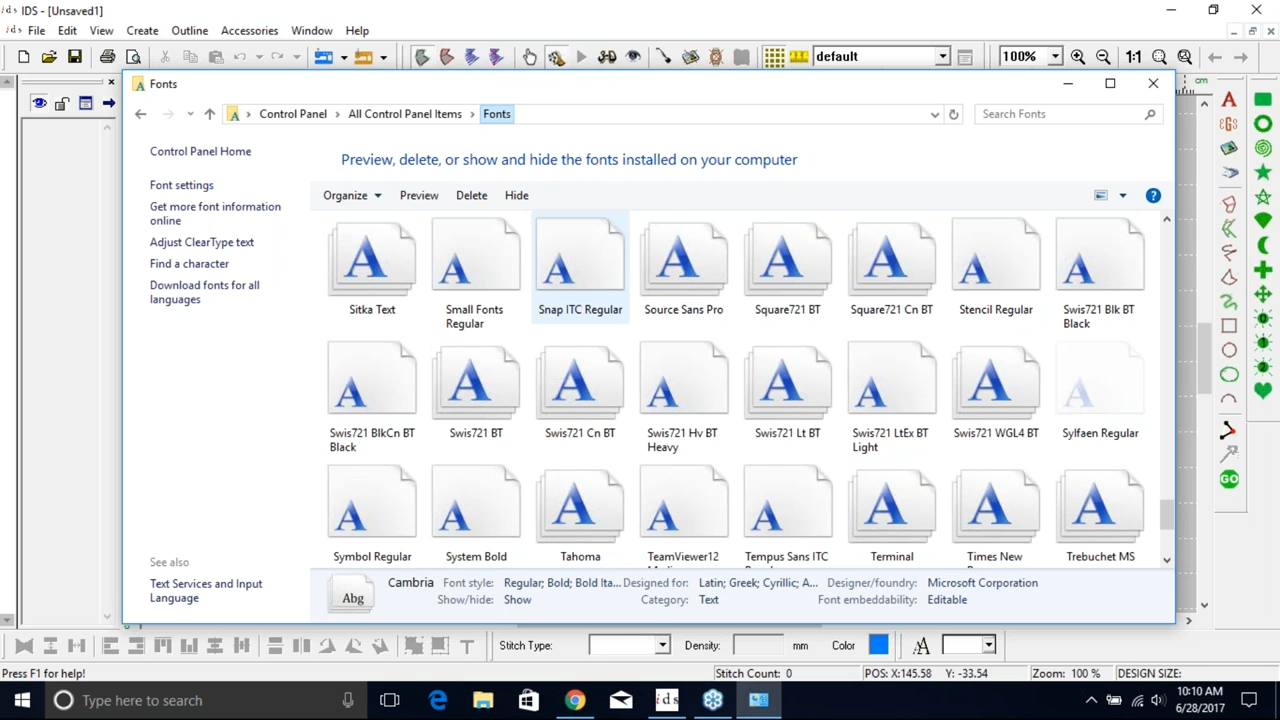 IDS - [Unsaved1]
File Edit View Create Outline Accessories Window Help
default
100%
1:1
Fonts
cm
Control Panel > All Control Panel Items > Fonts
Search Fonts
Control Panel Home
Preview, delete, or show and hide the fonts installed on your computer
Font settings
Get more font information
online
Adjust ClearType text
Find a character
Download fonts for all
languages
Organize Preview Delete Hide
Sitka Text
Small Fonts
Regular
Snap ITC Regular
Source Sans Pro
Square721 BT
Square721 Cn BT
Stencil Regular
Swis721 Blk BT
Black
Swis721 BlkCn BT
Black
Swis721 BT
Swis721 Cn BT
Swis721 Hv BT
Heavy
Swis721 Lt BT
Swis721 LtEx BT
Light
Swis721 WGL4 BT
Sylfaen Regular
Symbol Regular
System Bold
Tahoma
TeamViewer12
Tempus Sans ITC
Terminal
Times New
Trebuchet MS
See also
Text Services and Input
Language
Abg
Cambria
Font style: Regular; Bold; Bold Ita...
Designed for: Latin; Greek; Cyrillic; A...
Designer/foundry: Microsoft Corporation
Show/hide: Show
Category: Text
Font embeddability: Editable
Stitch Type:
Density: mm
Color
Press F1 for help!
Stitch Count: 0
POS: X:145.58 Y: -33.54
Zoom: 100 %
DESIGN SIZE:
Type here to search
ids
10:10 AM
6/28/2017